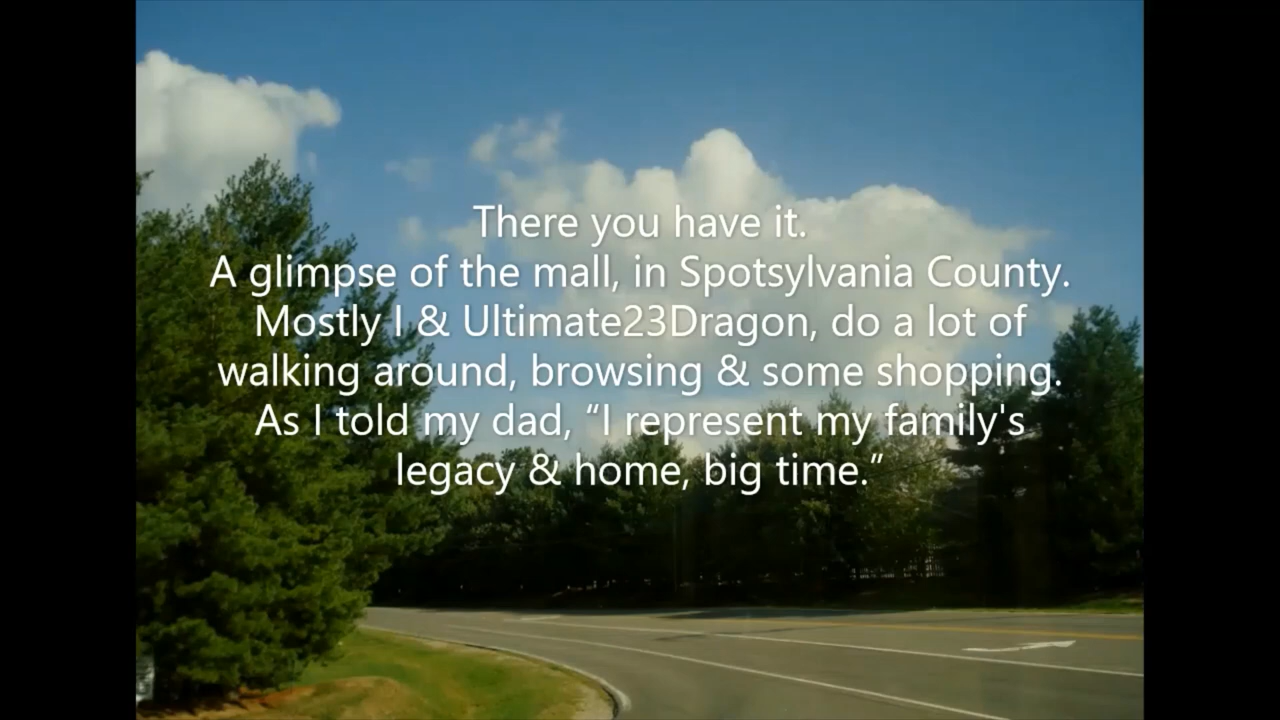 There you have it.
A glimpse of the mall, in Spotsylvania County.
Mostly I & Ultimate23Dragon, do a lot of
walking around, browsing & some shopping.
As I told my dad, “I represent my family's
legacy & home, big time.”